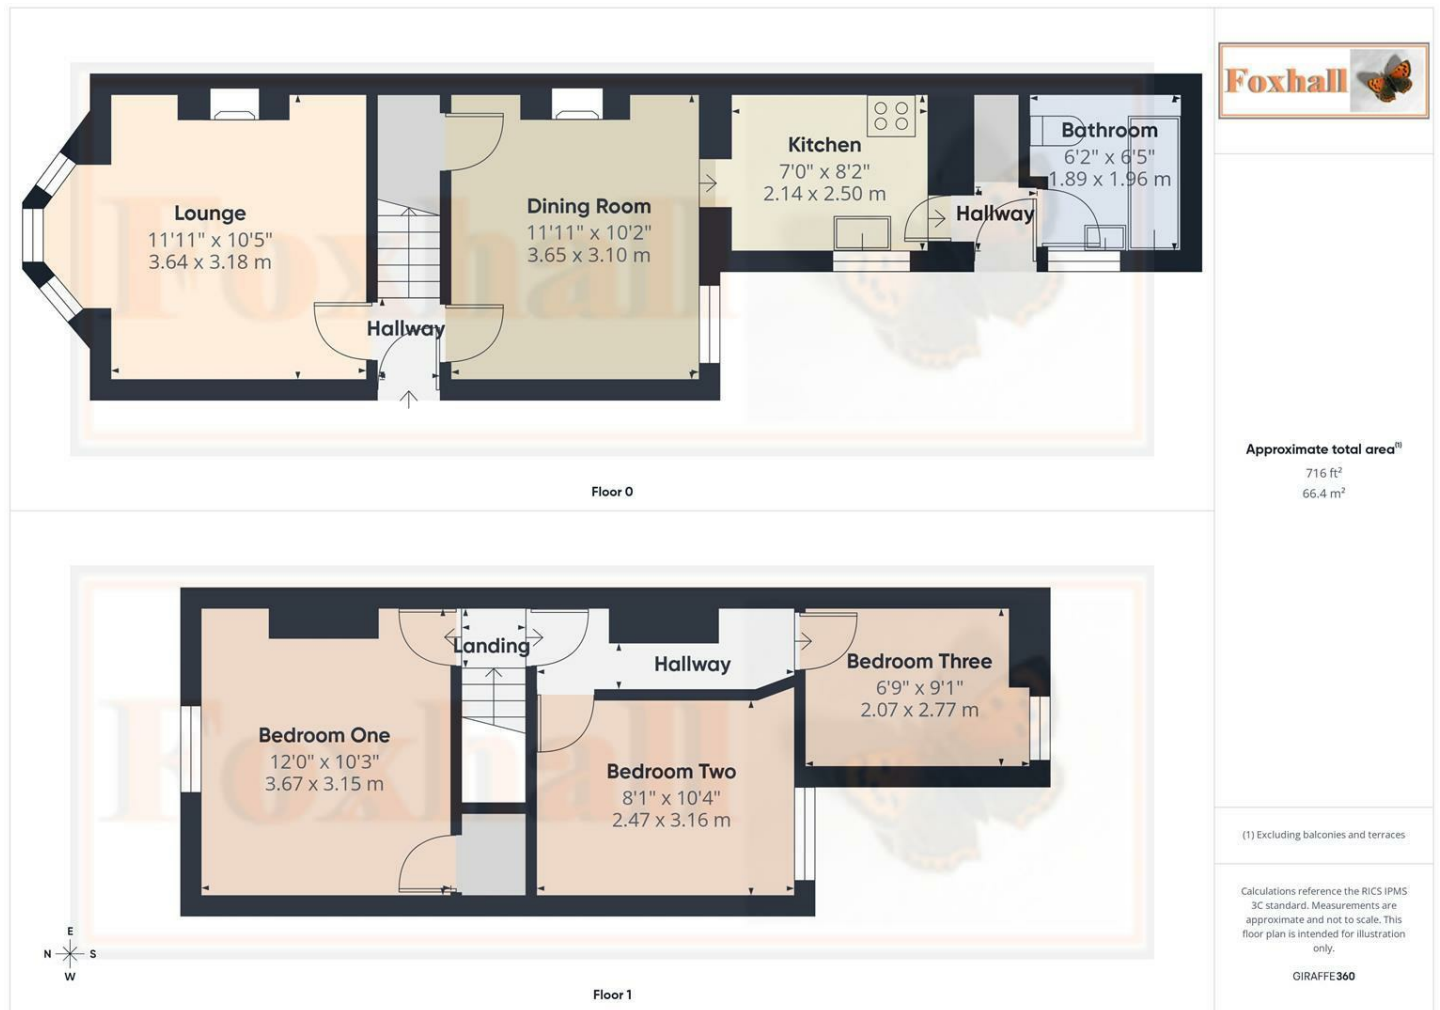 Foxhall
Lounge
11'11" x 10'5"
3.64 x 3.18 m
Hallway
Dining Room
11'11" x 10'2"
3.65 x 3.10 m
Kitchen
7'0" x 8'2"
2.14 x 2.50 m
Hallway
Bathroom
6'2" x 6'5"
1.89 x 1.96 m
Foxhall
Floor 0
Approximate total area(1)
716 ft²
66.4 m²
Bedroom One
12'0" x 10'3"
3.67 x 3.15 m
Landing
Hallway
Bedroom Two
8'1" x 10'4"
2.47 x 3.16 m
Bedroom Three
6'9" x 9'1"
2.07 x 2.77 m
Foxhall
E
N S
W
Floor 1
(1) Excluding balconies and terraces
Calculations reference the RICS IPMS
3C standard. Measurements are
approximate and not to scale. This
floor plan is intended for illustration
only.
GIRAFFE360